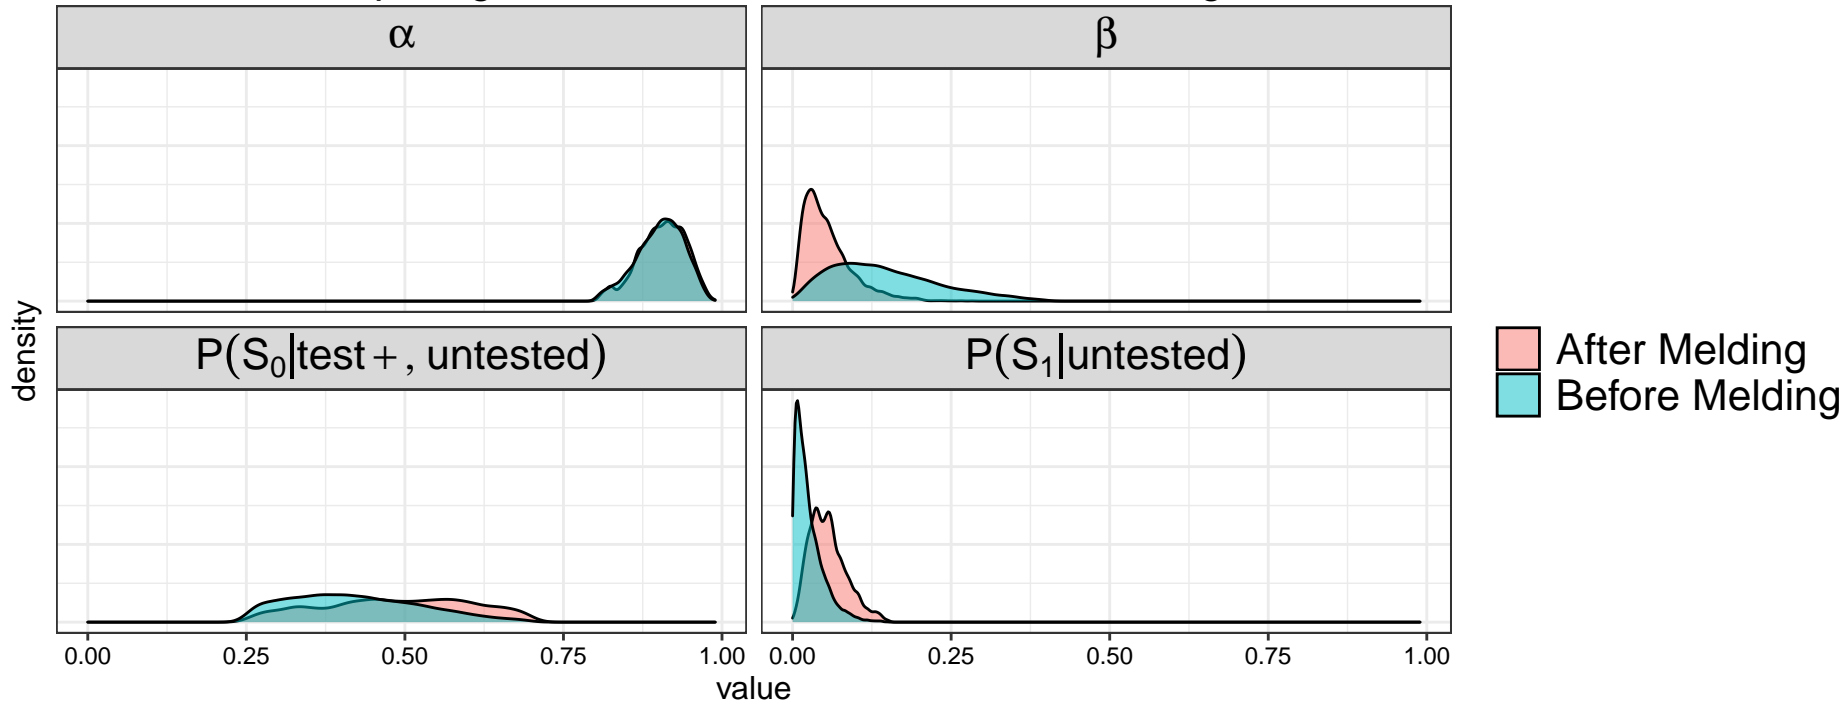 α
β
density
P(S₀|test +, untested)
P(S₁|untested)
After Melding
Before Melding
0.00 0.25 0.50 0.75 1.00 0.00 0.25 0.50 0.75 1.00
value